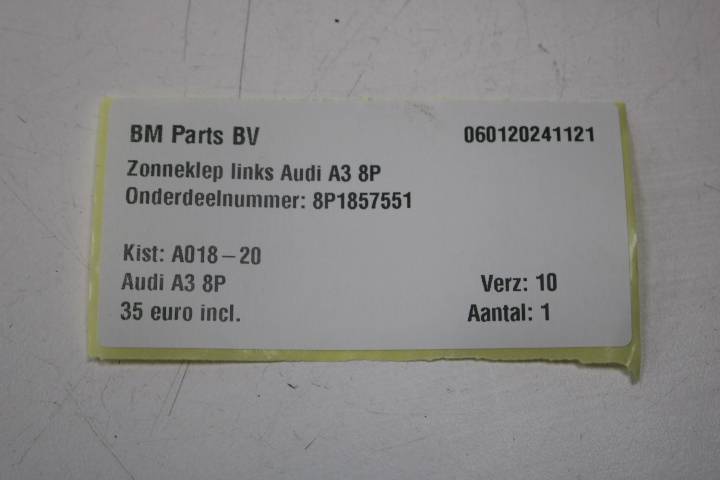 BM Parts BV 060120241121
Zonneklep links Audi A3 8P
Onderdeelnummer: 8P1857551
Kist: A018-20
Audi A3 8P Verz: 10
35 euro incl. Aantal: 1